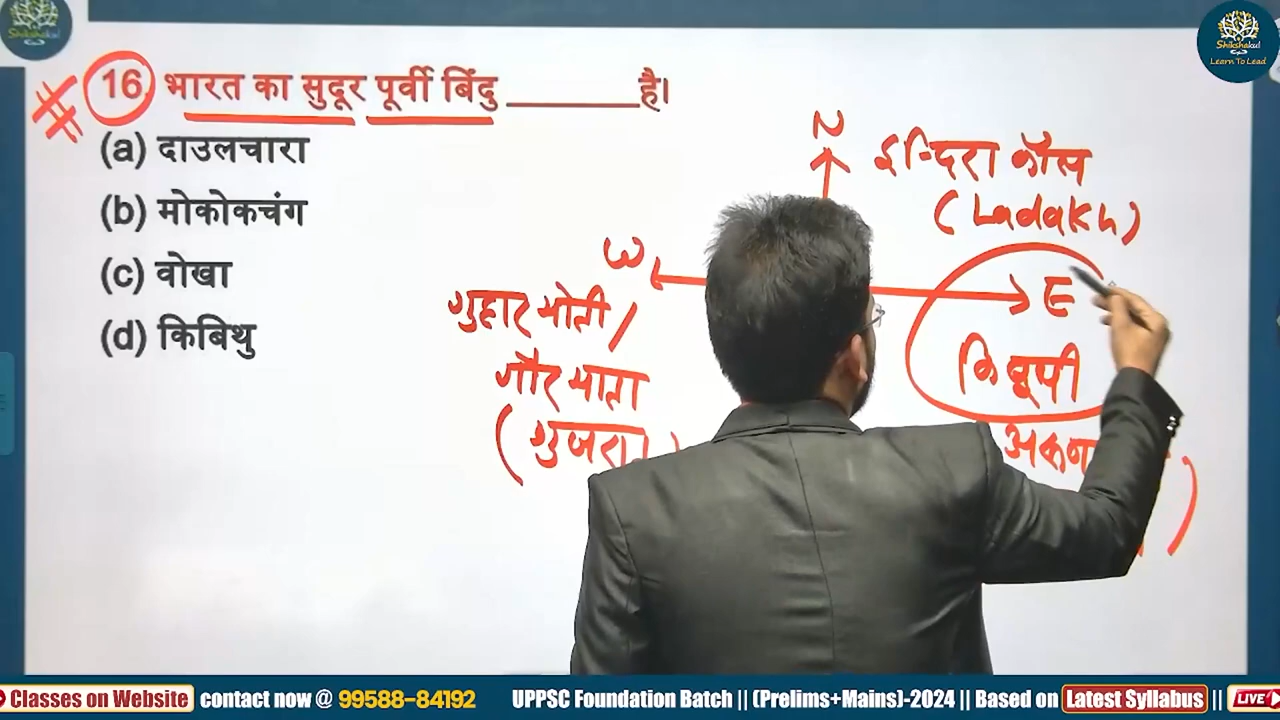 Shikshakul
Shikshakul
Learn To Lead
16. भारत का सुदूर पूर्वी बिंदु ________ है।
(a) दाउलचारा
(b) मोकोकचंग
(c) वोखा
(d) किबिथु
N
इन्दिरा कॉल
(Ladakh)
W
E
गुहार मोती /
गौर माता
(गुजरात)
Classes on Website contact now @ 99588-84192 UPPSC Foundation Batch || (Prelims+Mains)-2024 || Based on Latest Syllabus || LIVE